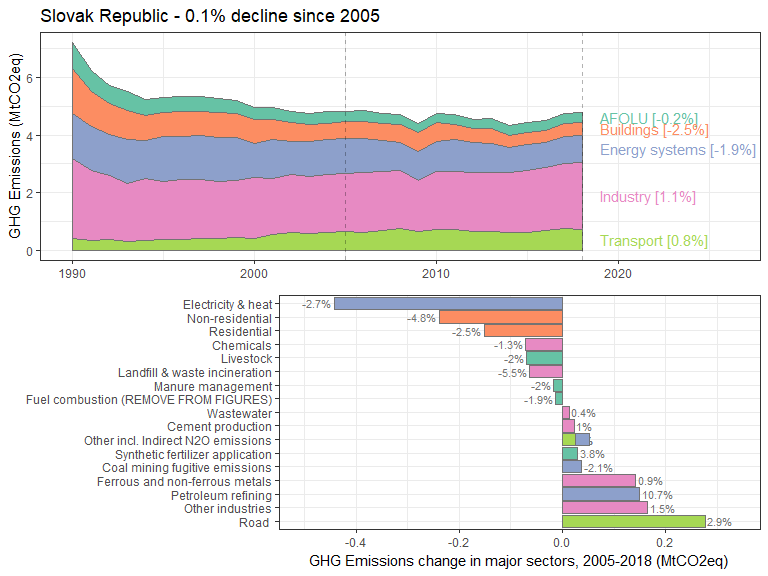 Slovak Republic - 0.1% decline since 2005
GHG Emissions (MtCO2eq)
6
4
2
0
1990
2000
2010
2020
AFOLU [-0.2%]
Buildings [-2.5%]
Energy systems [-1.9%]
Industry [1.1%]
Transport [0.8%]
Electricity & heat -2.7%
Non-residential -4.8%
Residential -2.5%
Chemicals -1.3%
Livestock -2%
Landfill & waste incineration -5.5%
Manure management -2%
Fuel combustion (REMOVE FROM FIGURES) -1.9%
Wastewater 0.4%
Cement production 1%
Other incl. Indirect N2O emissions
Synthetic fertilizer application 3.8%
Coal mining fugitive emissions -2.1%
Ferrous and non-ferrous metals 0.9%
Petroleum refining 10.7%
Other industries 1.5%
Road 2.9%
-0.4
-0.2
0.0
0.2
GHG Emissions change in major sectors, 2005-2018 (MtCO2eq)